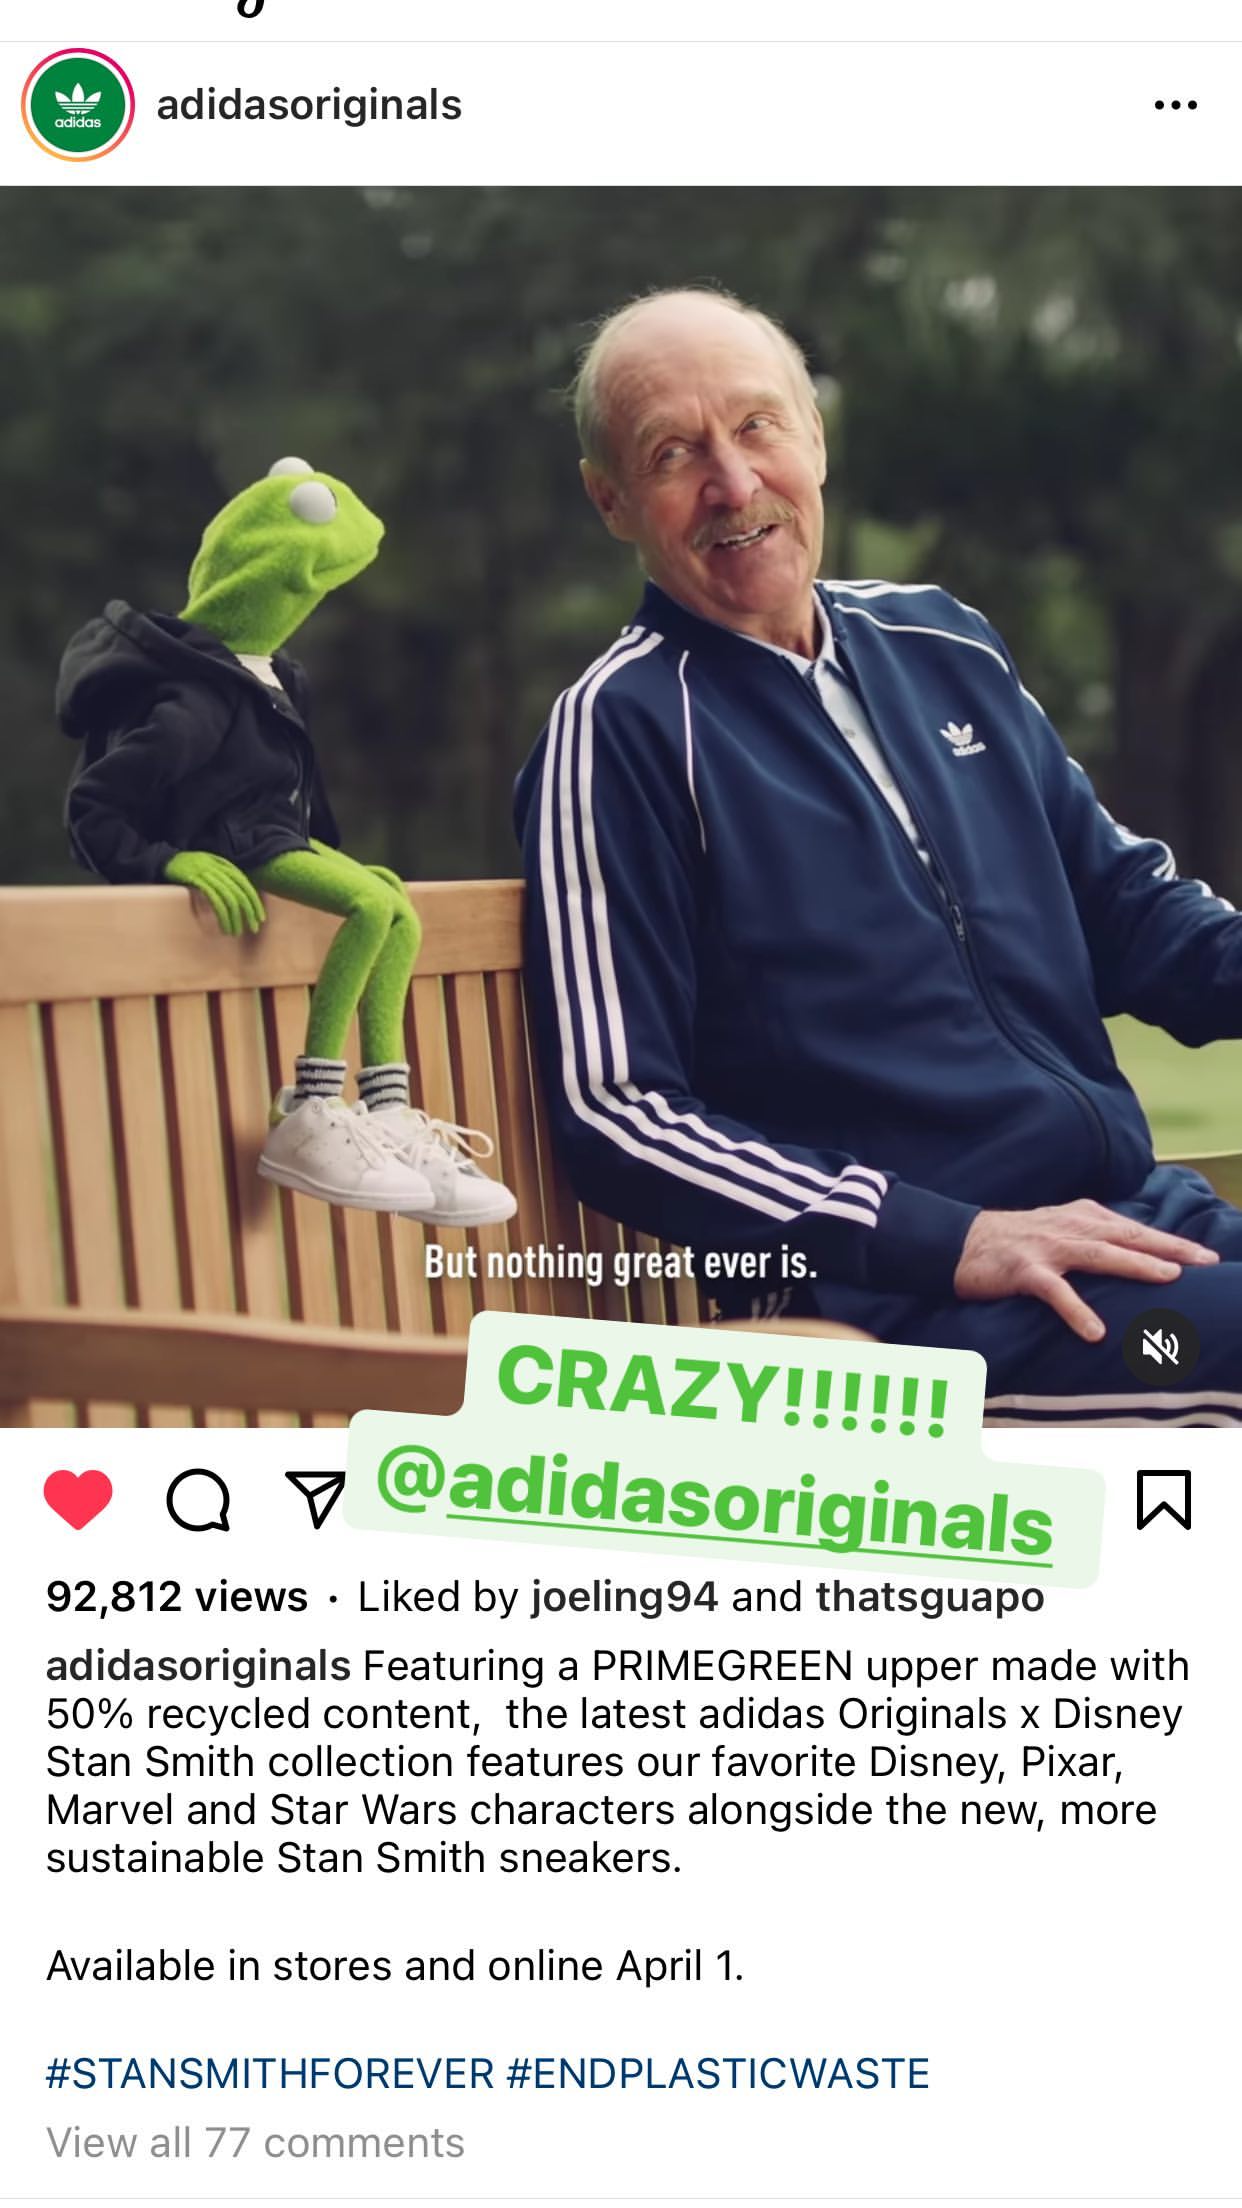 adidas
adidasoriginals
adidas
But nothing great ever is.
CRAZY!!!!!!
@adidasoriginals
92,812 views · Liked by joeling94 and thatsguapo
adidasoriginals Featuring a PRIMEGREEN upper made with
50% recycled content,  the latest adidas Originals x Disney
Stan Smith collection features our favorite Disney, Pixar,
Marvel and Star Wars characters alongside the new, more
sustainable Stan Smith sneakers.
Available in stores and online April 1.
#STANSMITHFOREVER #ENDPLASTICWASTE
View all 77 comments